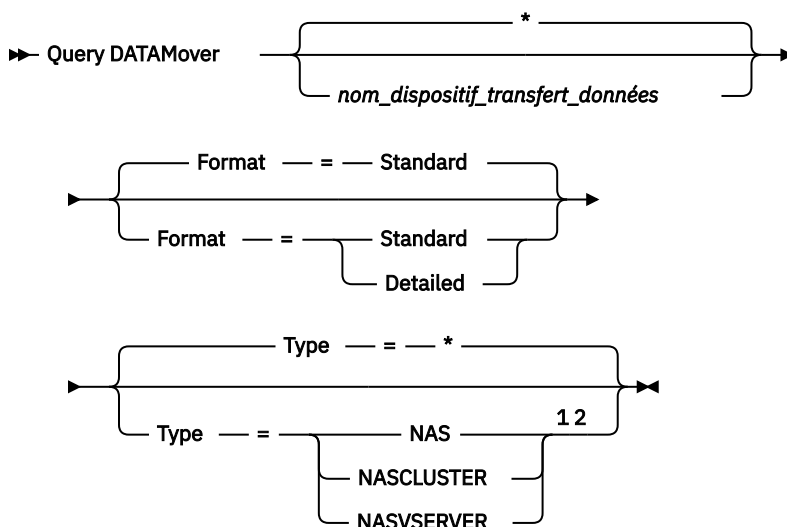 *
Query DATAMover
nom_dispositif_transfert_données
Format = Standard
Format = Standard
Detailed
Type = *
Type = NAS 1 2
NASCLUSTER
NASVSERVER